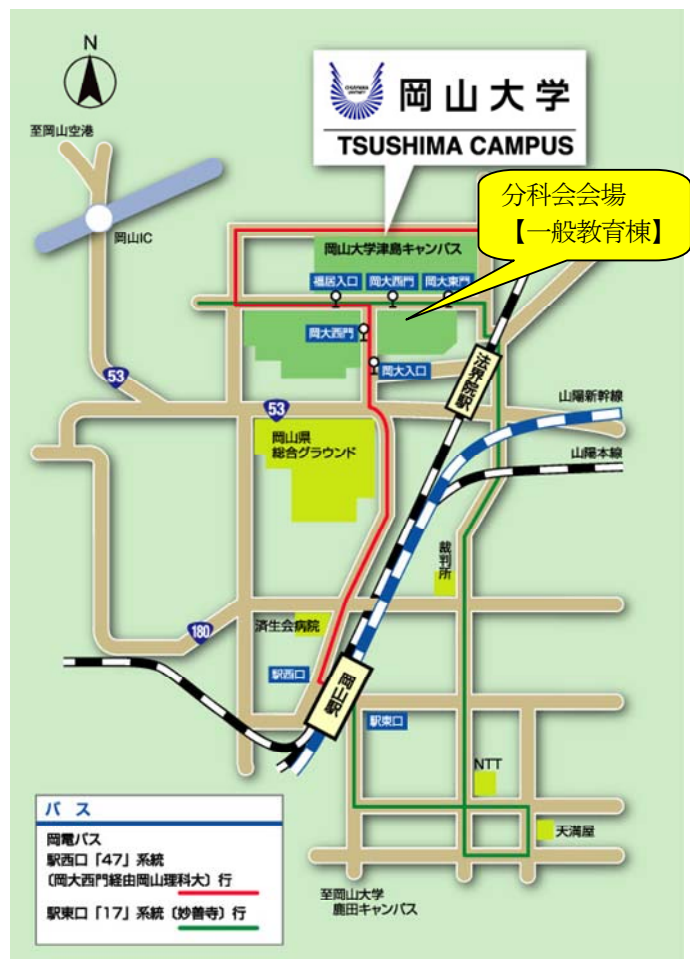 N
至岡山空港
OKAYAMA
UNIVERSITY
岡山大学
TSUSHIMA CAMPUS
分科会会場
【一般教育棟】
岡山IC
岡山大学津島キャンパス
福居入口
岡大西門
岡大東門
岡大西門
岡大入口
法界院駅
53
53
山陽新幹線
山陽本線
岡山県
総合グラウンド
裁判所
180
済生会病院
駅西口
岡山駅
駅東口
NTT
天満屋
至岡山大学
鹿田キャンパス
バス
岡電バス
駅西口「47」系統
〔岡大西門経由岡山理科大〕行
駅東口「17」系統〔妙善寺〕行